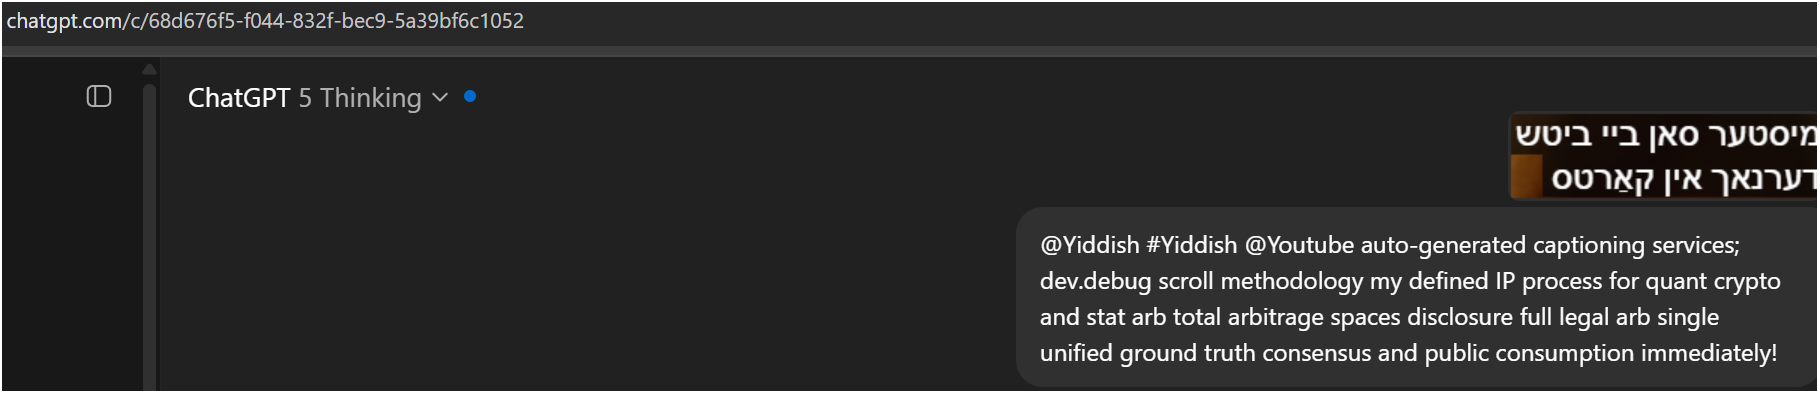 chatgpt.com/c/68d676f5-f044-832f-bec9-5a39bf6c1052
ChatGPT 5 Thinking
מיסטער סאן ביי ביטש
דערנאך אין קאַרטס
@Yiddish #Yiddish @Youtube auto-generated captioning services;
dev.debug scroll methodology my defined IP process for quant crypto
and stat arb total arbitrage spaces disclosure full legal arb single
unified ground truth consensus and public consumption immediately!